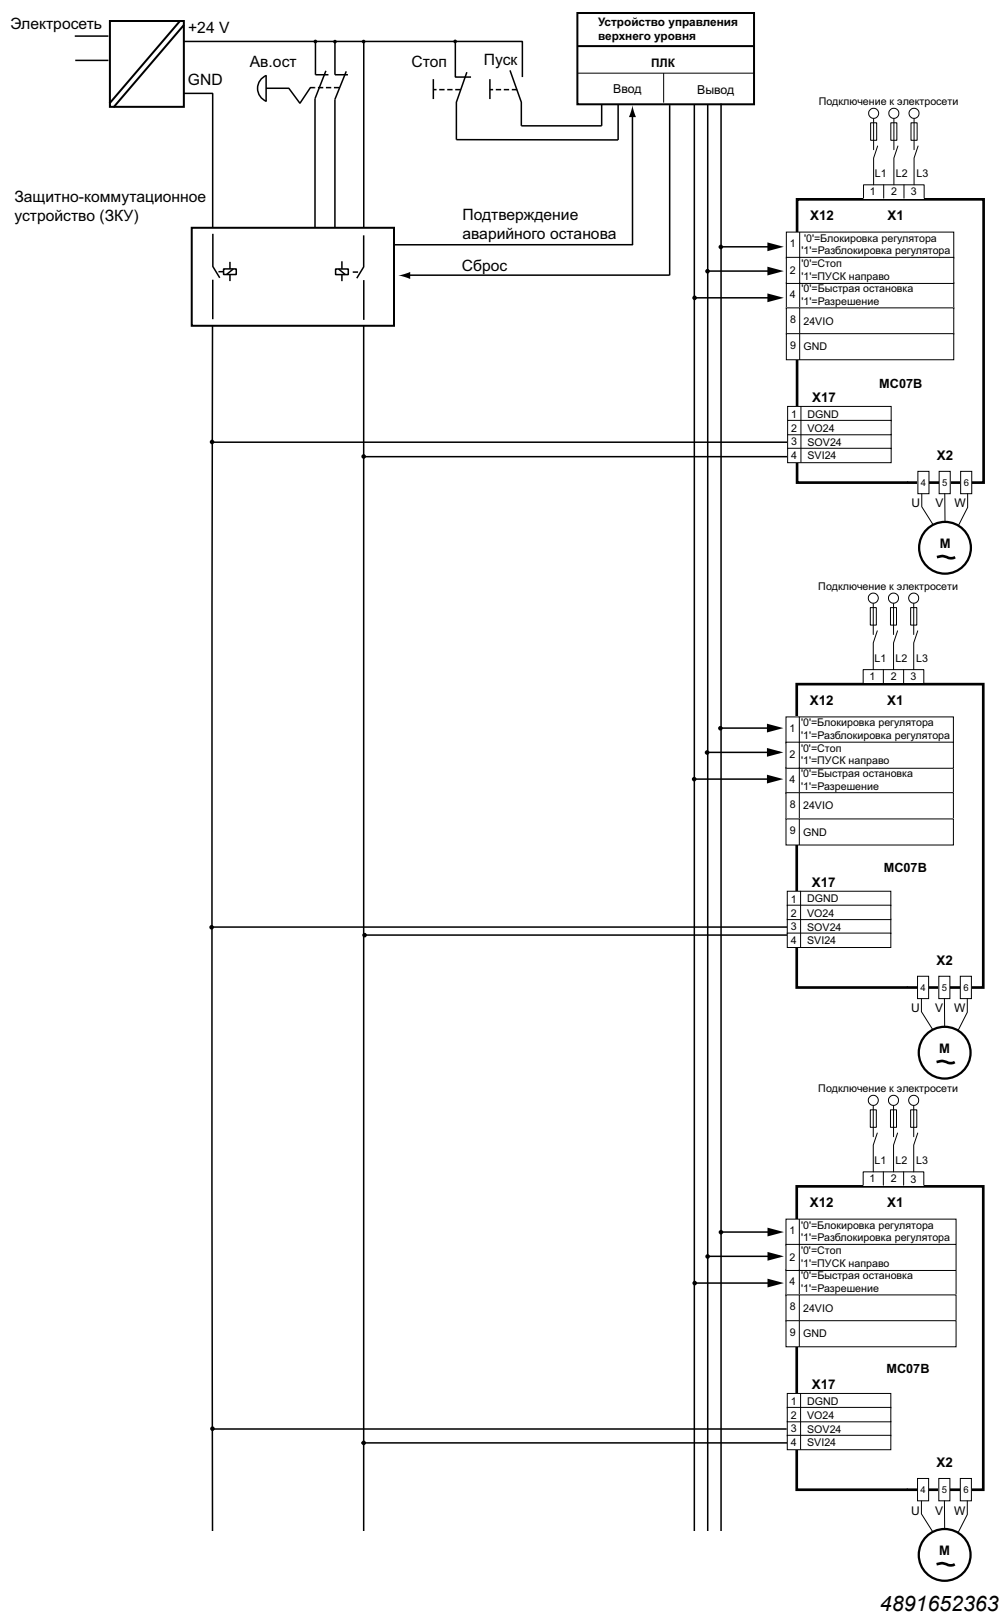 Электросеть
+24 V
GND
Ав.ост
Стоп
Пуск
Устройство управления
верхнего уровня
ПЛК
Ввод
Вывод
Защитно-коммутационное
устройство (ЗКУ)
Подтверждение
аварийного останова
Сброс
Подключение к электросети
L1 L2 L3
1 2 3
X12 X1
1 '0'=Блокировка регулятора
'1'=Разблокировка регулятора
2 '0'=Стоп
'1'=ПУСК направо
4 '0'=Быстрая остановка
'1'=Разрешение
8 24VIO
9 GND
MC07B
X17
1 DGND
2 VO24
3 SOV24
4 SVI24
X2
4 5 6
U V W
M
Подключение к электросети
L1 L2 L3
1 2 3
X12 X1
1 '0'=Блокировка регулятора
'1'=Разблокировка регулятора
2 '0'=Стоп
'1'=ПУСК направо
4 '0'=Быстрая остановка
'1'=Разрешение
8 24VIO
9 GND
MC07B
X17
1 DGND
2 VO24
3 SOV24
4 SVI24
X2
4 5 6
U V W
M
Подключение к электросети
L1 L2 L3
1 2 3
X12 X1
1 '0'=Блокировка регулятора
'1'=Разблокировка регулятора
2 '0'=Стоп
'1'=ПУСК направо
4 '0'=Быстрая остановка
'1'=Разрешение
8 24VIO
9 GND
MC07B
X17
1 DGND
2 VO24
3 SOV24
4 SVI24
X2
4 5 6
U V W
M
4891652363